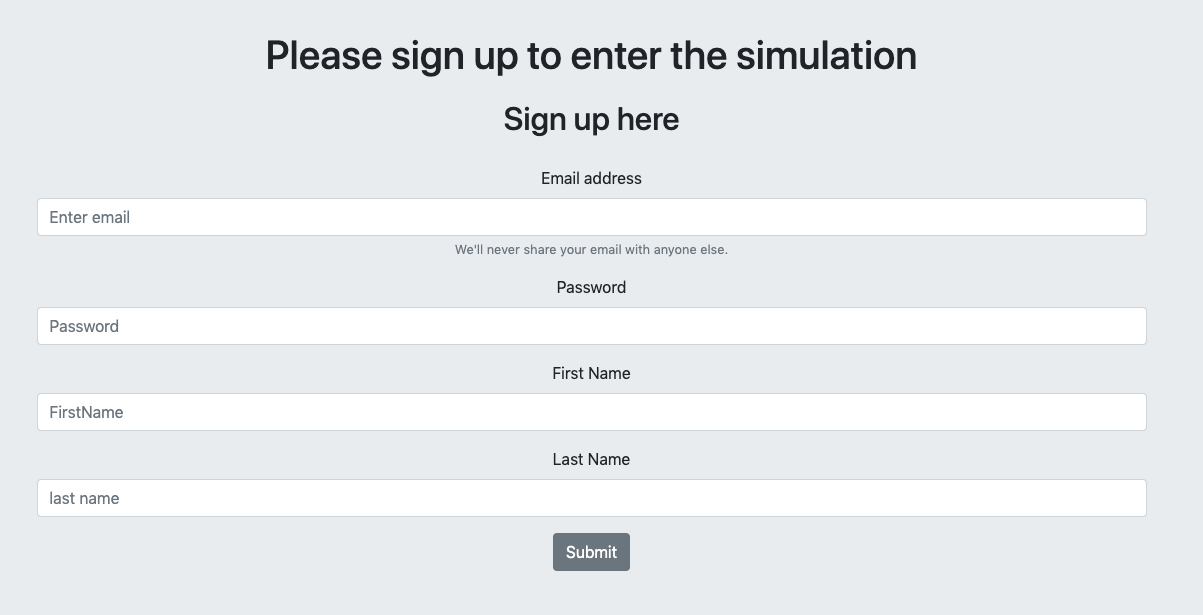 Please sign up to enter the simulation
Sign up here
Email address
Enter email
We'll never share your email with anyone else.
Password
Password
First Name
FirstName
Last Name
last name
Submit